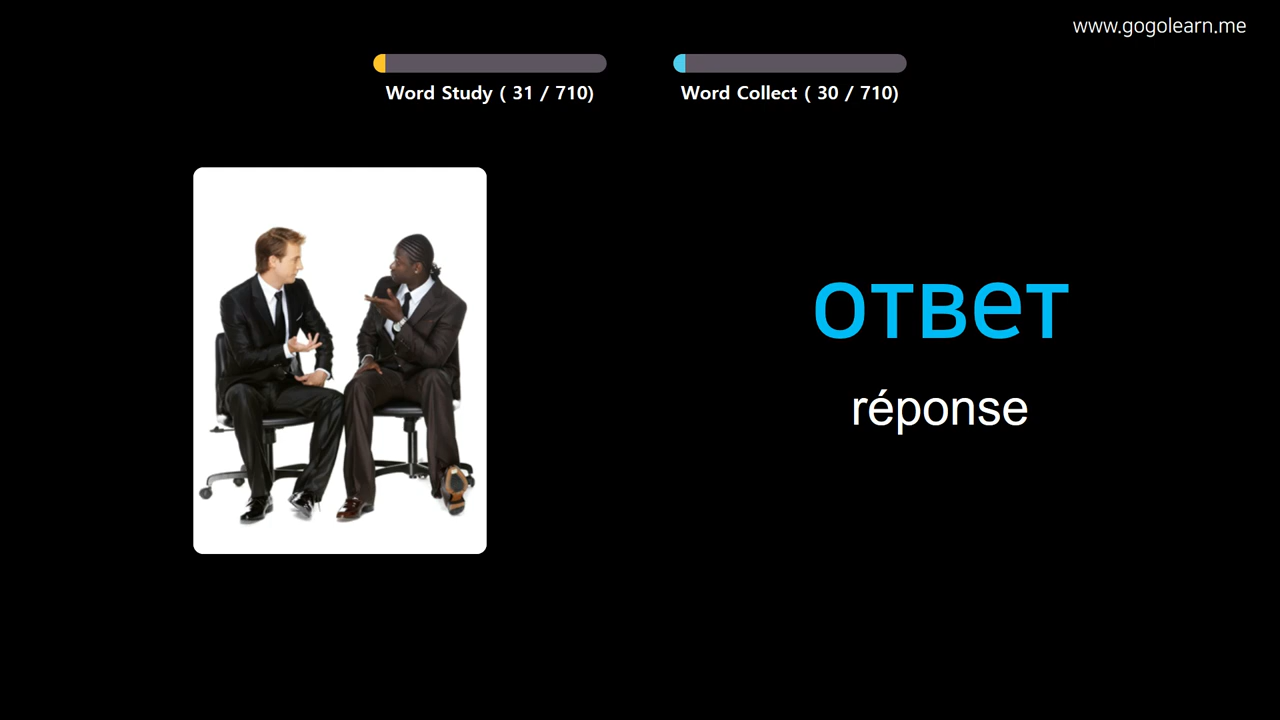 www.gogolearn.me
Word Study ( 31 / 710)
Word Collect ( 30 / 710)
ответ
réponse